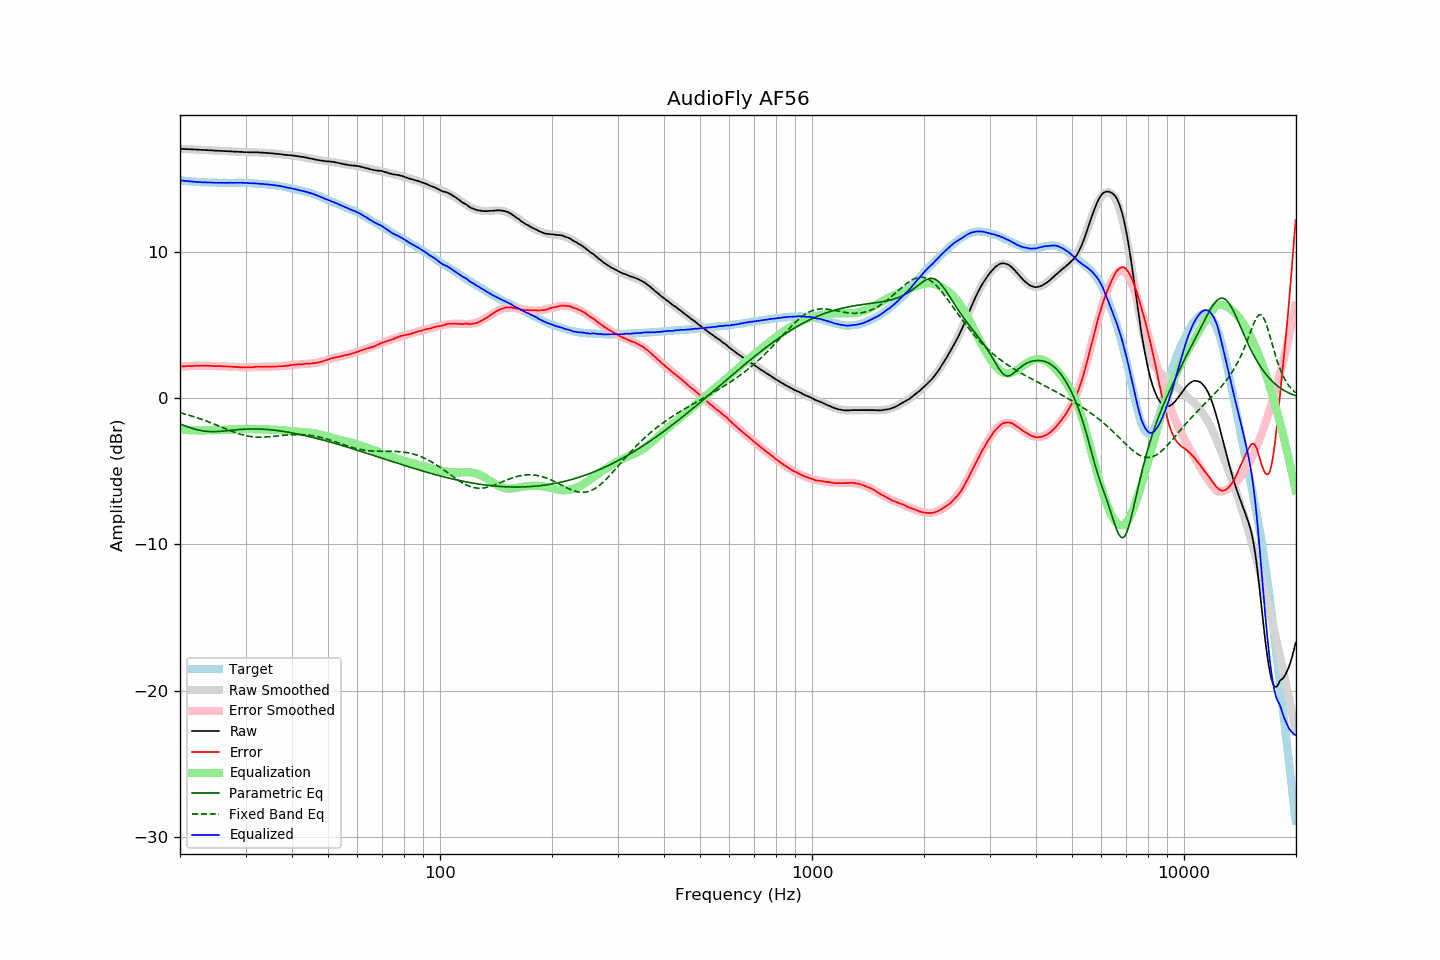 AudioFly AF56
Amplitude (dBr)
10
0
−10
−20
−30
Target
Raw Smoothed
Error Smoothed
Raw
Error
Equalization
Parametric Eq
Fixed Band Eq
Equalized
100
1000
10000
Frequency (Hz)